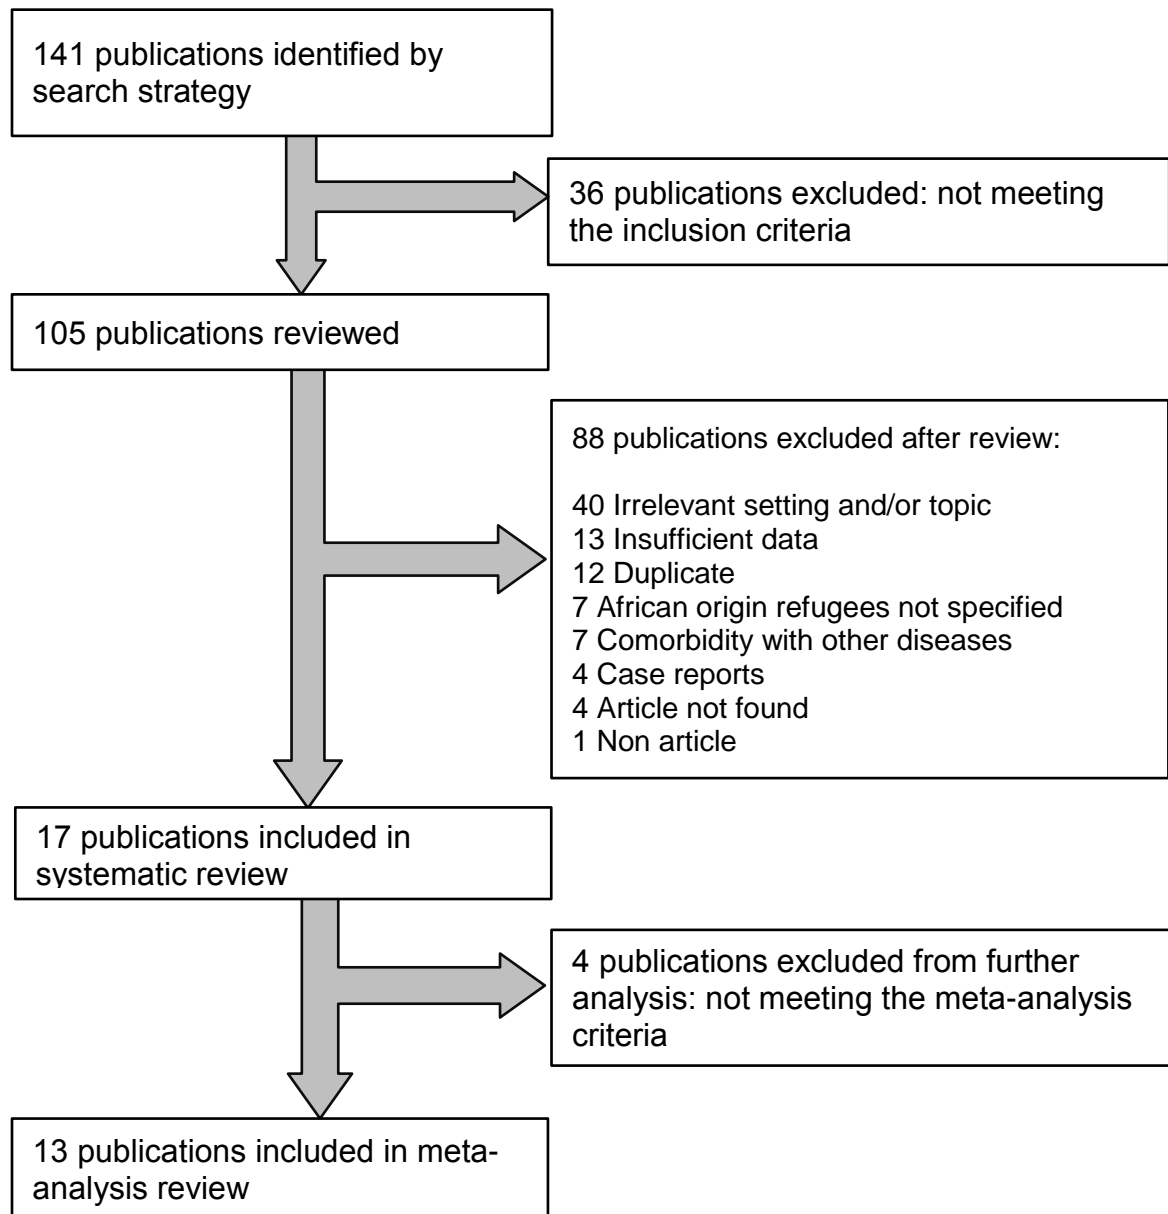 141 publications identified by
search strategy
36 publications excluded: not meeting
the inclusion criteria
105 publications reviewed
88 publications excluded after review:
40 Irrelevant setting and/or topic
13 Insufficient data
12 Duplicate
7 African origin refugees not specified
7 Comorbidity with other diseases
4 Case reports
4 Article not found
1 Non article
17 publications included in
systematic review
4 publications excluded from further
analysis: not meeting the meta-analysis
criteria
13 publications included in meta-
analysis review